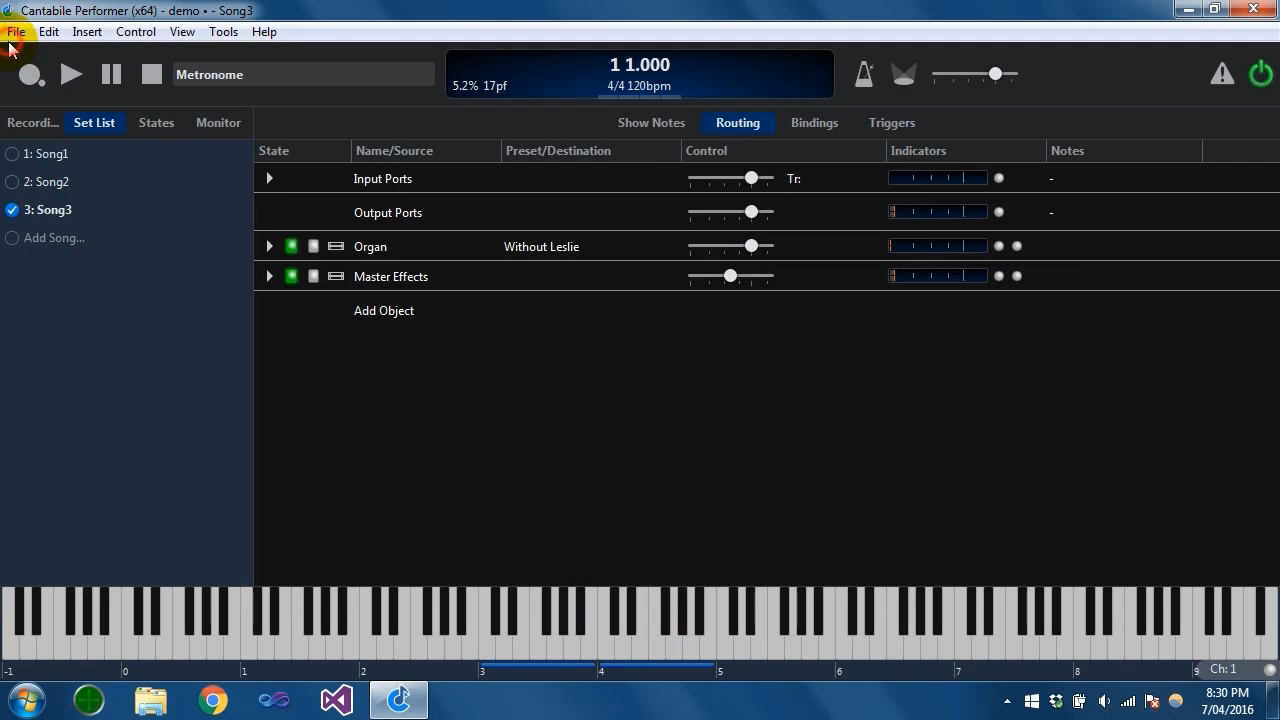 Cantabile Performer (x64) - demo • - Song3
File Edit Insert Control View Tools Help
Metronome
1 1.000
5.2% 17pf 4/4 120bpm
Recordi... Set List States Monitor
Show Notes Routing Bindings Triggers
State Name/Source Preset/Destination Control Indicators Notes
1: Song1
2: Song2
3: Song3
Add Song...
Input Ports Tr: -
Output Ports -
Organ Without Leslie
Master Effects
Add Object
-1 0 1 2 3 4 5 6 7 8 9 Ch: 1
8:30 PM
7/04/2016